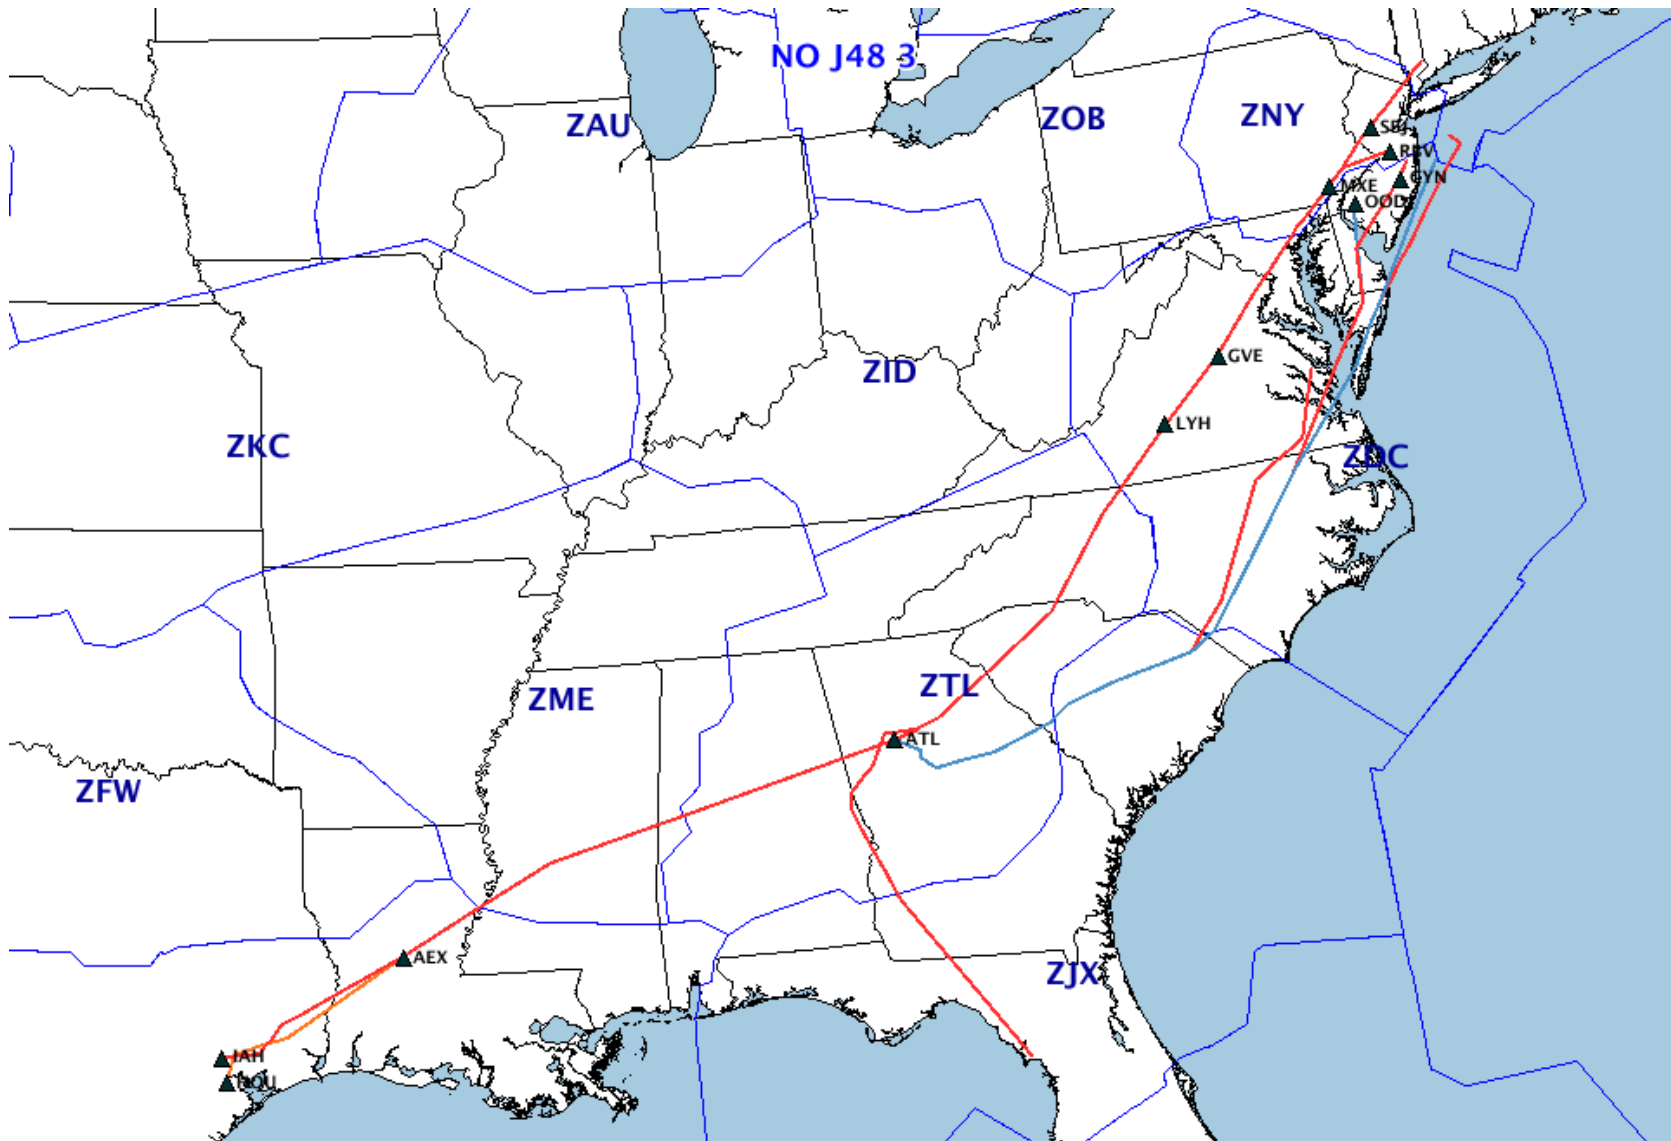 NO J48 3
ZAU
ZOB
ZNY
SBJ
RBV
MXE
CYN
OOD
GVE
ZID
LYH
ZKC
ZDC
ZME
ZTL
ATL
ZFW
AEX
ZJX
IAH
HOU